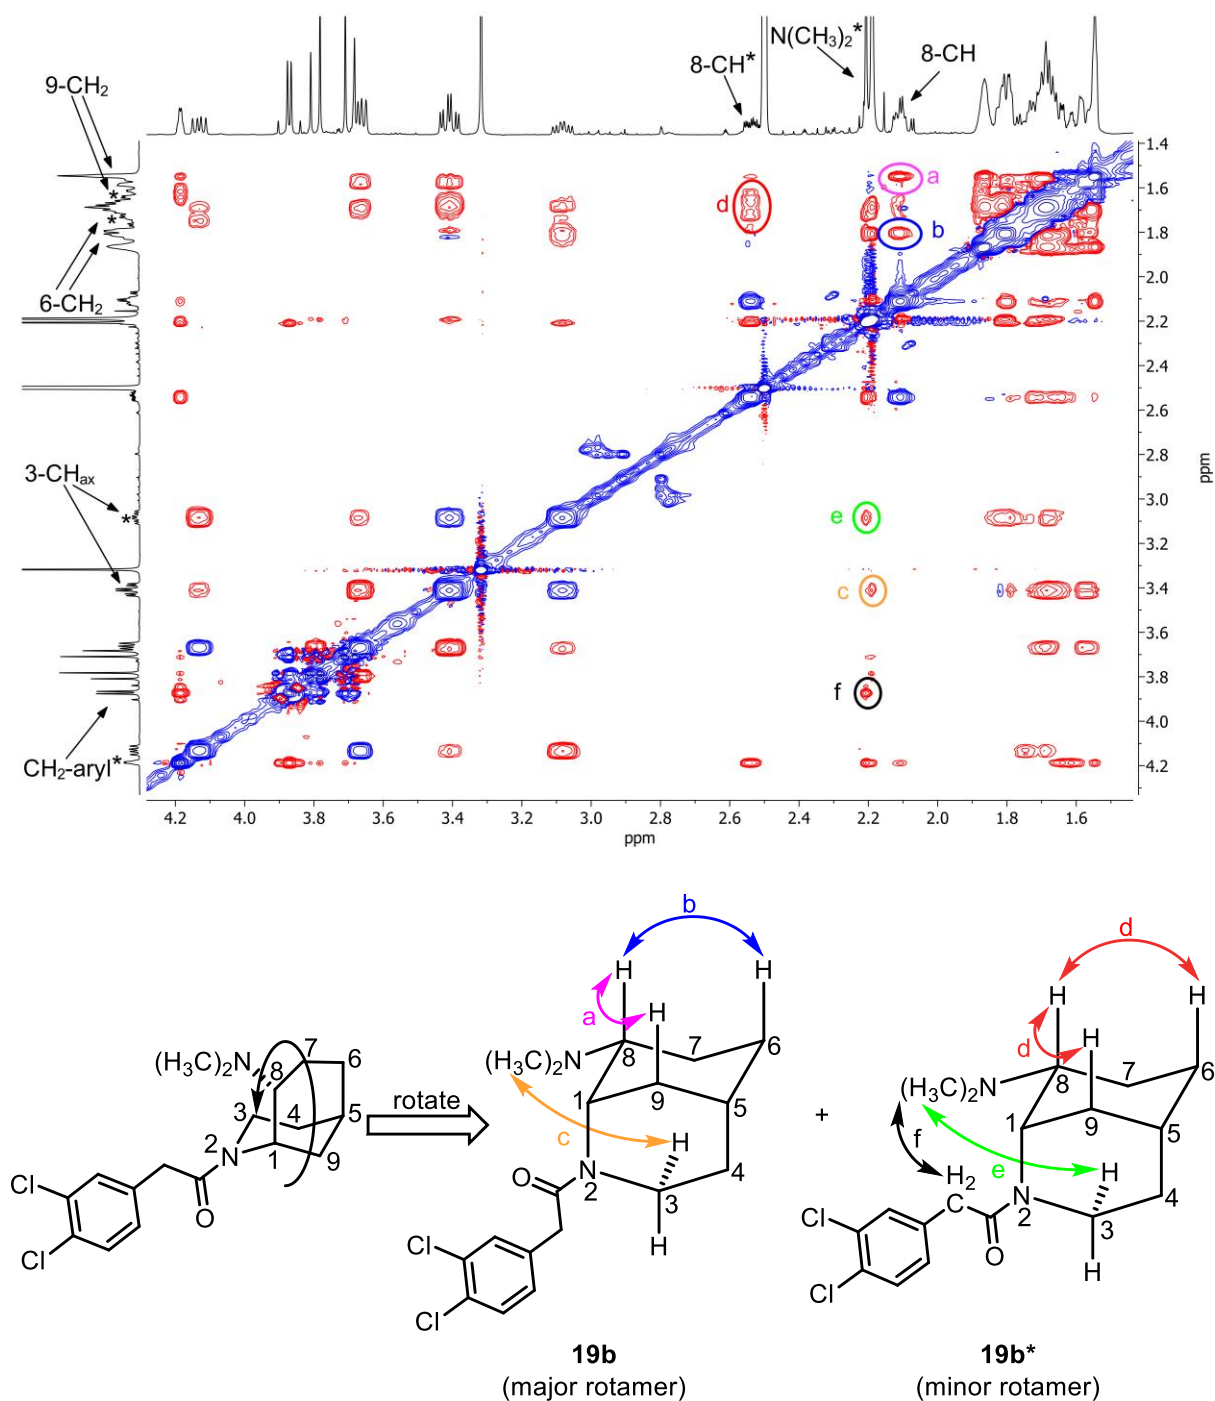 N(CH₃)₂*
8-CH*
8-CH
9-CH₂
*
*
6-CH₂
3-CHₐₓ
*
CH₂-aryl*
a
d
b
e
c
f
1.4
1.6
1.8
2.0
2.2
2.4
2.6
2.8
3.0
3.2
3.4
3.6
3.8
4.0
4.2
ppm
4.2 4.0 3.8 3.6 3.4 3.2 3.0 2.8 2.6 2.4 2.2 2.0 1.8 1.6
ppm
(H₃C)₂N
7
6
8
3
4
5
2
N
1
9
O
Cl
Cl
rotate
b
H
H
a
H
(H₃C)₂N
8
7
6
1
9
5
c
H
4
O
N
2
3
H
Cl
Cl
19b
(major rotamer)
+
d
H
H
d
H
(H₃C)₂N
8
7
6
1
9
5
f
e
H
H₂
C
4
N
2
3
O
H
Cl
Cl
19b*
(minor rotamer)